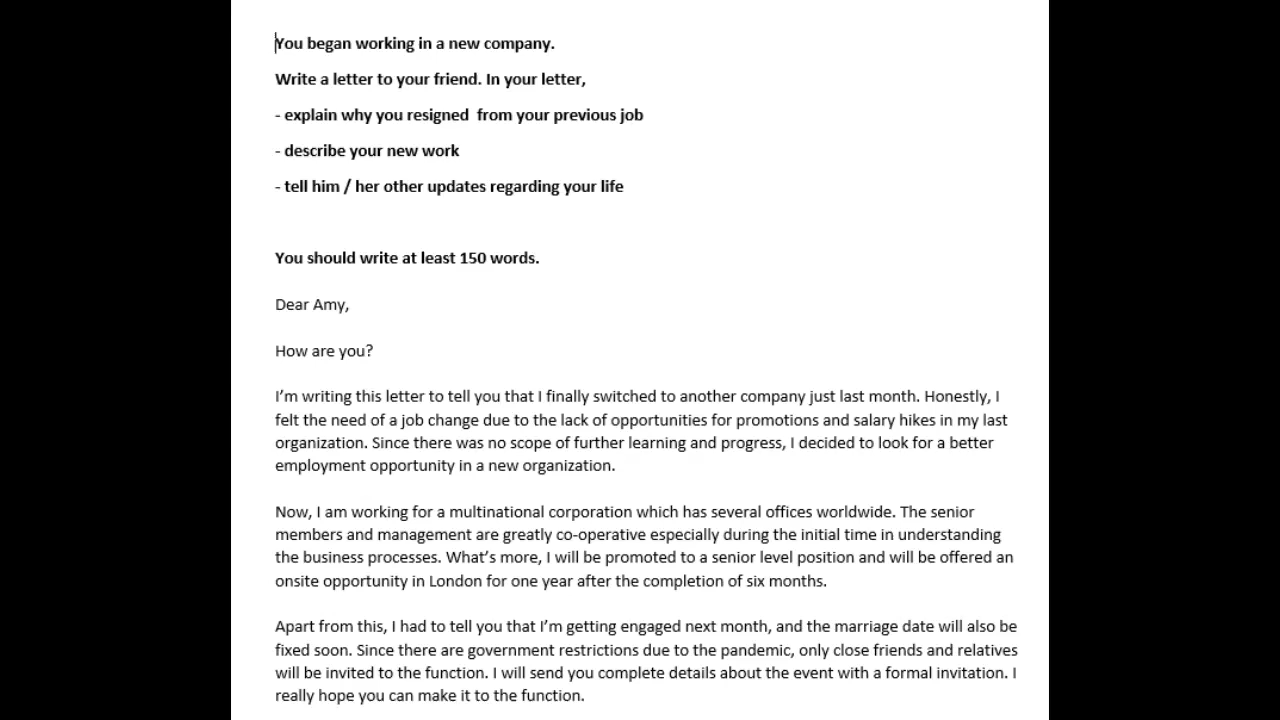 You began working in a new company.
Write a letter to your friend. In your letter,
- explain why you resigned  from your previous job
- describe your new work
- tell him / her other updates regarding your life
You should write at least 150 words.
Dear Amy,
How are you?
I’m writing this letter to tell you that I finally switched to another company just last month. Honestly, I
felt the need of a job change due to the lack of opportunities for promotions and salary hikes in my last
organization. Since there was no scope of further learning and progress, I decided to look for a better
employment opportunity in a new organization.
Now, I am working for a multinational corporation which has several offices worldwide. The senior
members and management are greatly co-operative especially during the initial time in understanding
the business processes. What’s more, I will be promoted to a senior level position and will be offered an
onsite opportunity in London for one year after the completion of six months.
Apart from this, I had to tell you that I’m getting engaged next month, and the marriage date will also be
fixed soon. Since there are government restrictions due to the pandemic, only close friends and relatives
will be invited to the function. I will send you complete details about the event with a formal invitation. I
really hope you can make it to the function.